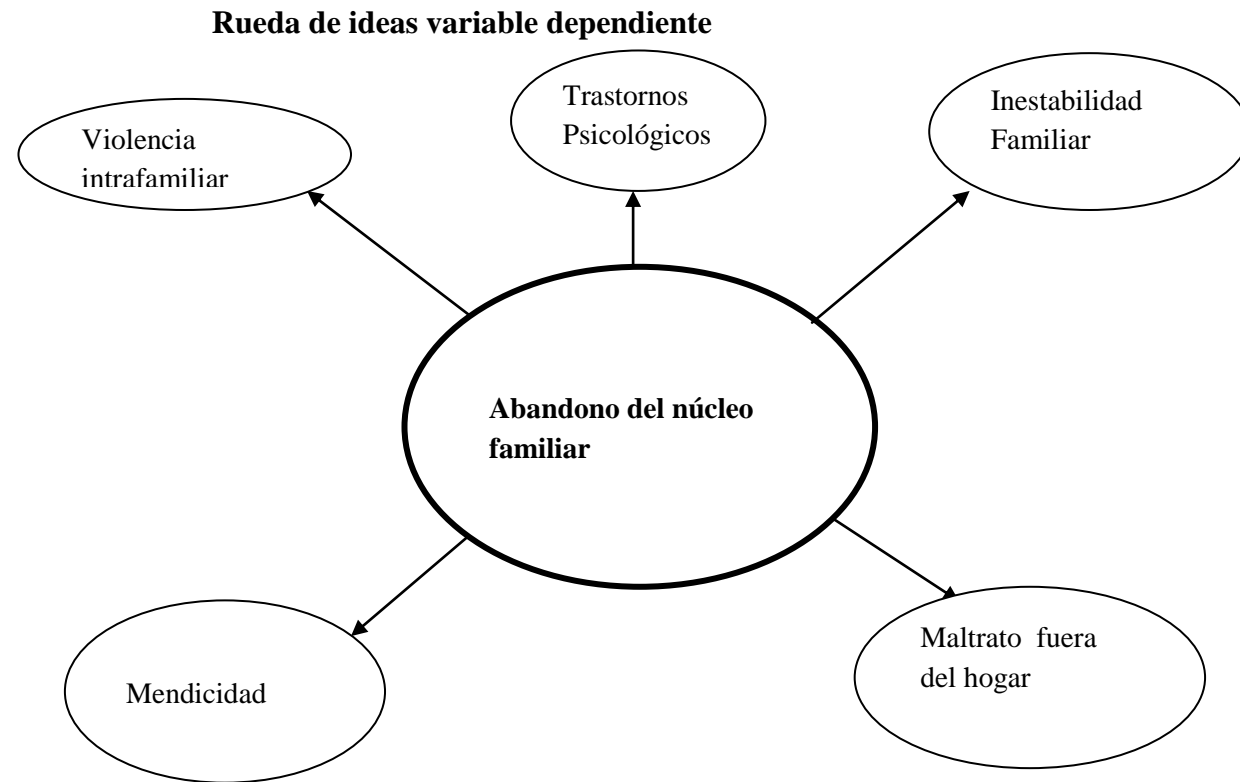 Rueda de ideas variable dependiente
Trastornos
Psicológicos
Inestabilidad
Familiar
Violencia
intrafamiliar
Abandono del núcleo
familiar
Maltrato fuera
del hogar
Mendicidad